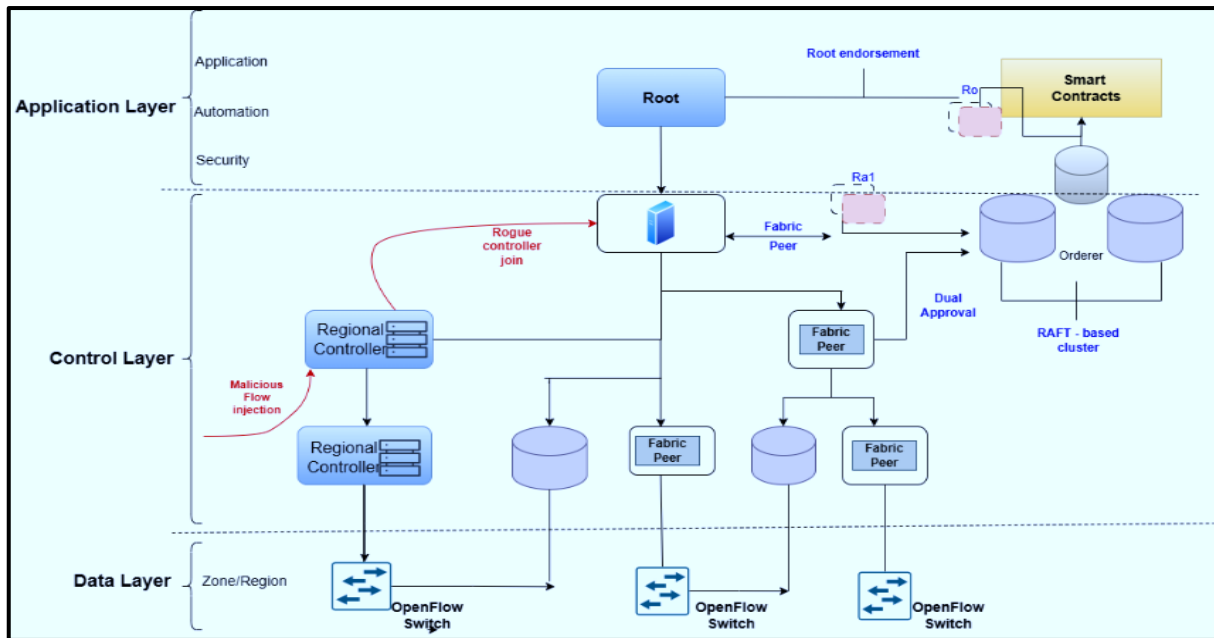 Application Layer
Application
Automation
Security
Root
Root endorsement
Ro
Smart
Contracts
Ra1
Rogue
controller
join
Fabric
Peer
Orderer
Dual
Approval
RAFT - based
cluster
Control Layer
Regional
Controller
Fabric
Peer
Malicious
Flow
injection
Regional
Controller
Fabric
Peer
Fabric
Peer
Data Layer
Zone/Region
OpenFlow
Switch
OpenFlow
Switch
OpenFlow
Switch